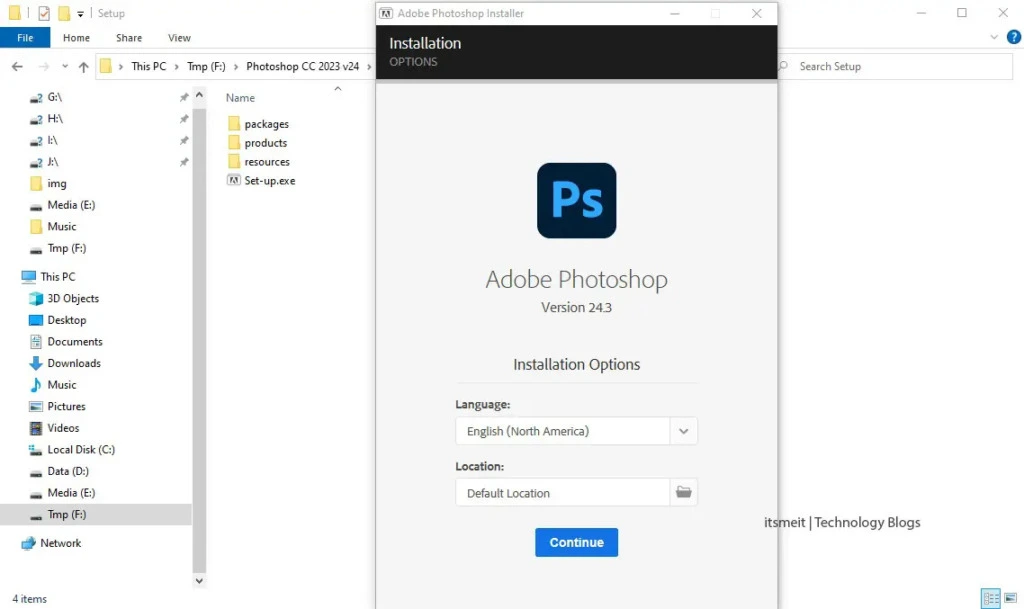 Setup
Adobe Photoshop Installer
File
Home
Share
View
Installation
OPTIONS
This PC
Tmp (F:)
Photoshop CC 2023 v24
Search Setup
G:\
H:\
I:\
J:\
img
Media (E:)
Music
Tmp (F:)
This PC
3D Objects
Desktop
Documents
Downloads
Music
Pictures
Videos
Local Disk (C:)
Data (D:)
Media (E:)
Tmp (F:)
Network
4 items
Name
packages
products
resources
Set-up.exe
Ps
Adobe Photoshop
Version 24.3
Installation Options
Language:
English (North America)
Location:
Default Location
Continue
itsmeit | Technology Blogs